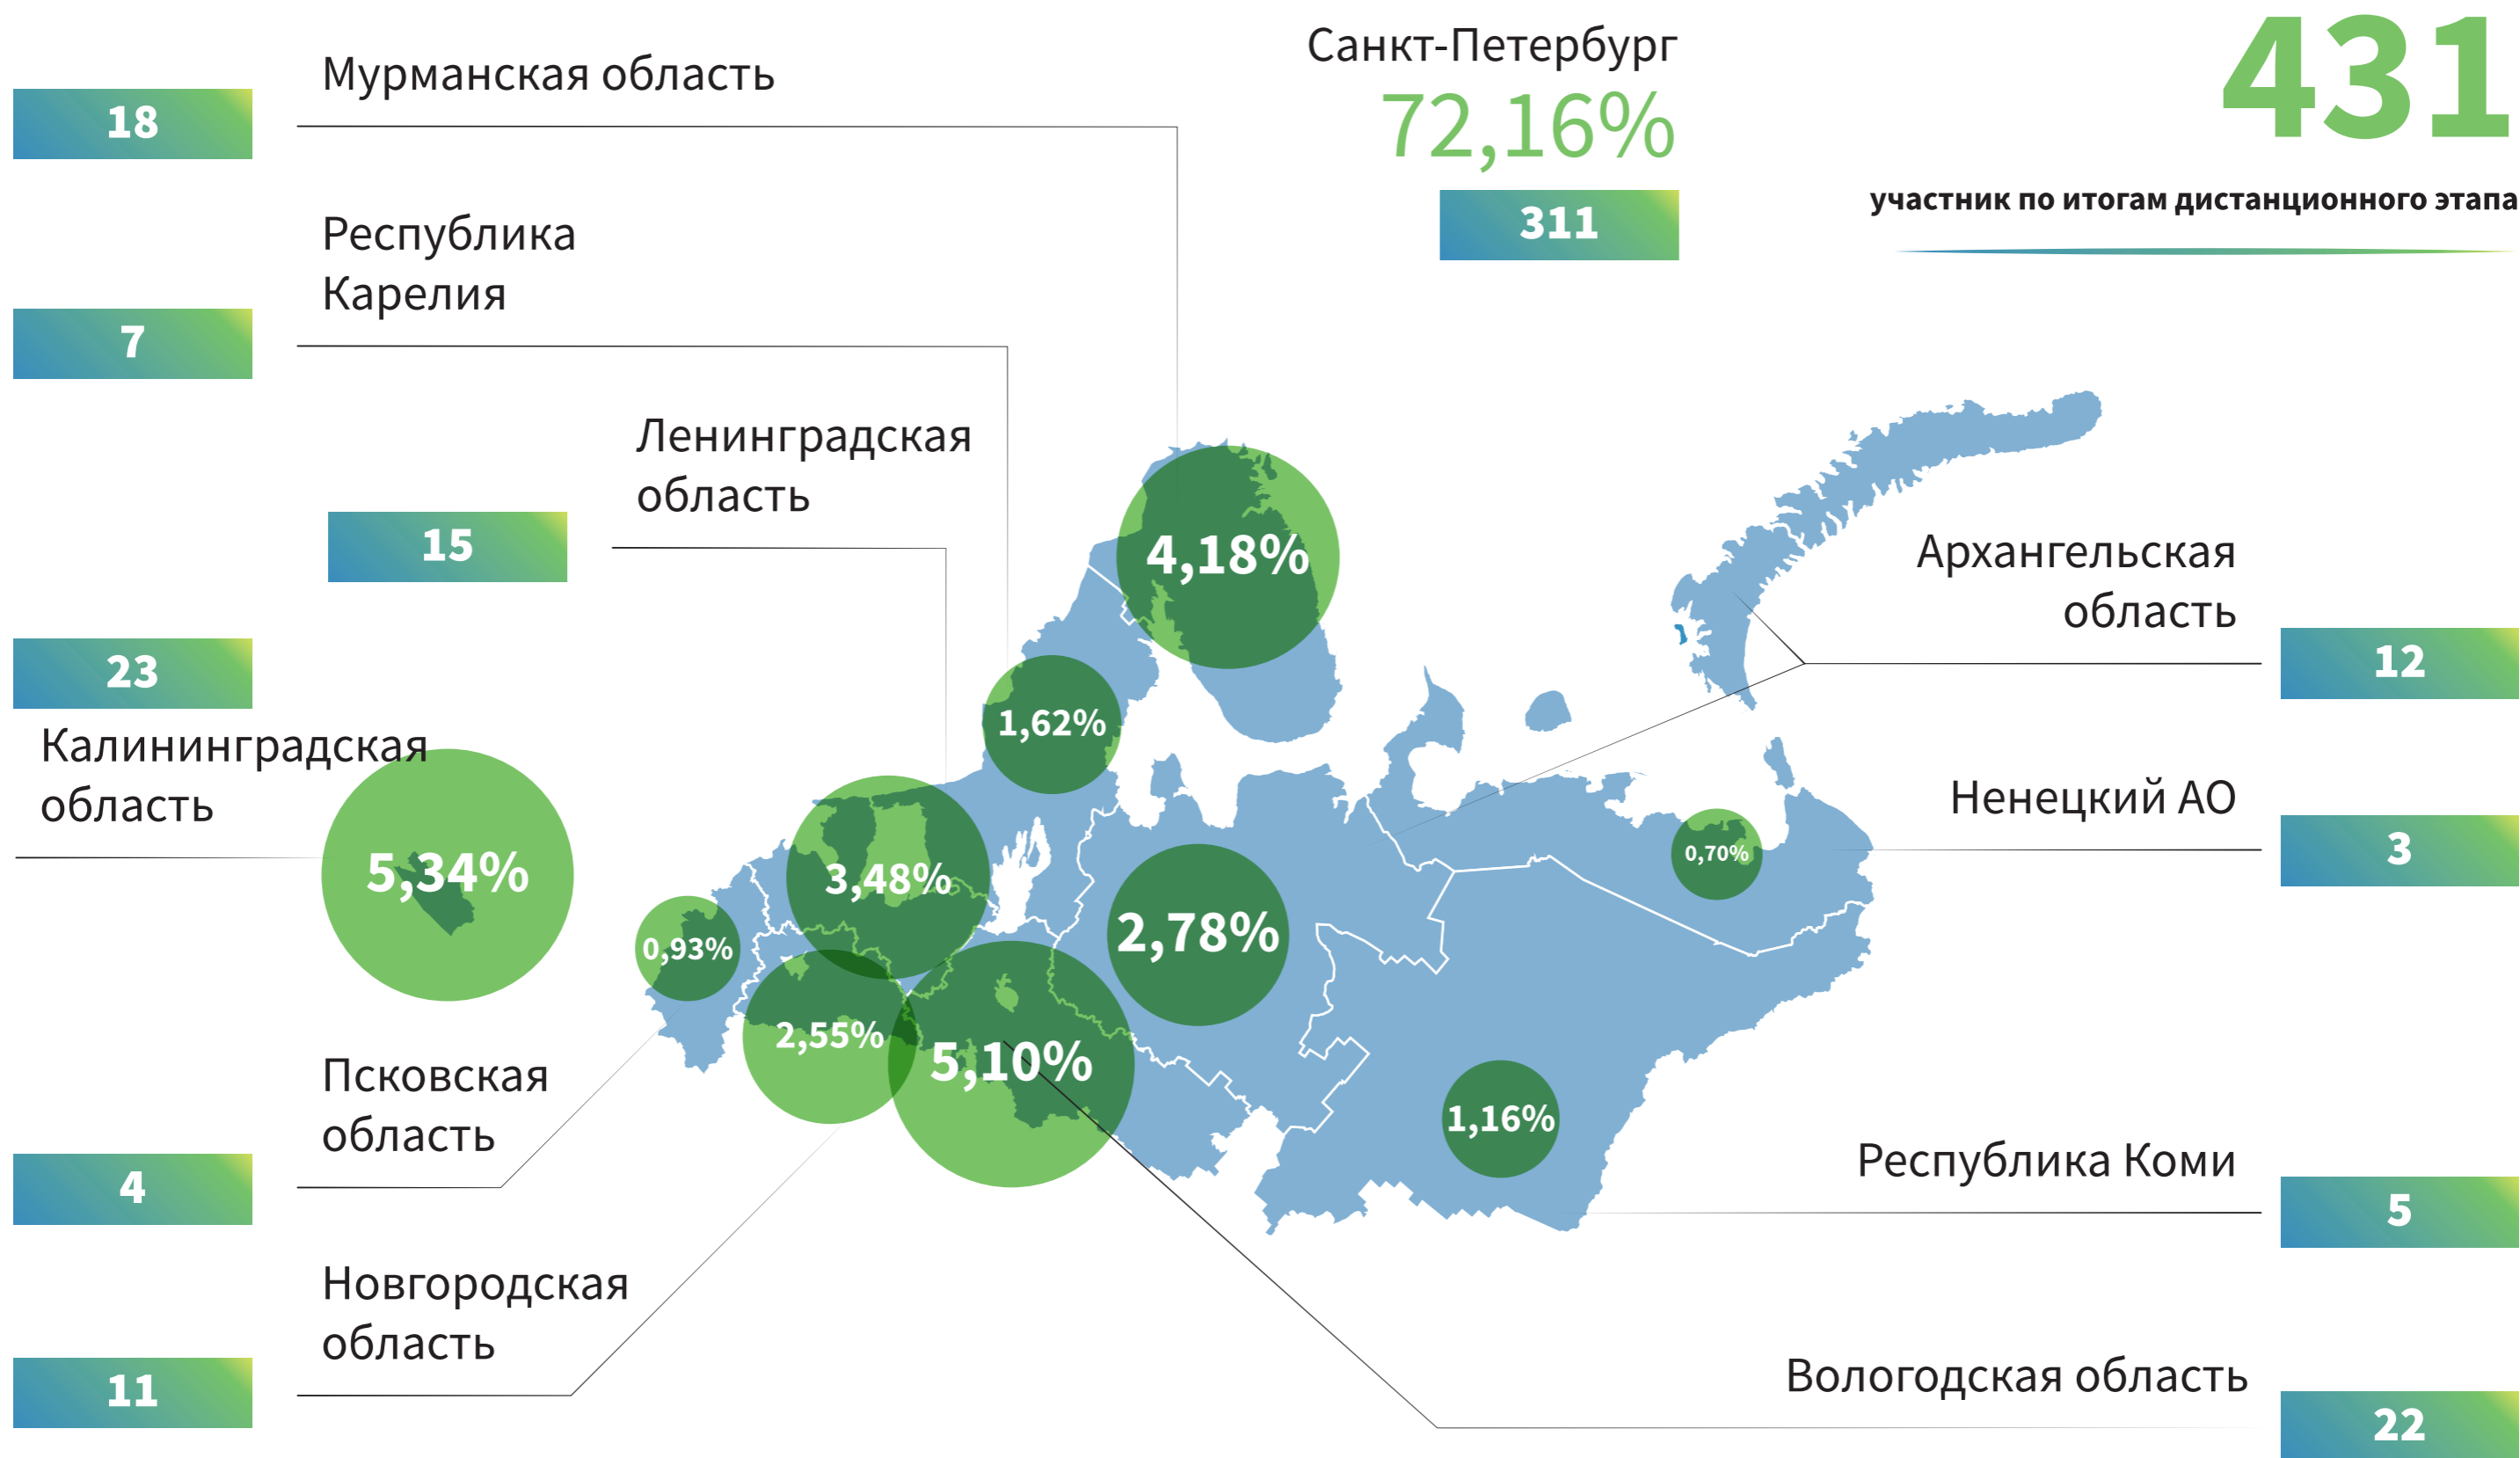 Санкт-Петербург
72,16%
311
431
участник по итогам дистанционного этапа
Мурманская область
18
Республика
Карелия
7
Ленинградская
область
15
23
Калининградская
область
Псковская
область
4
Новгородская
область
11
4,18%
1,62%
3,48%
5,34%
0,93%
2,55%
5,10%
2,78%
0,70%
1,16%
Архангельская
область
12
Ненецкий АО
3
Республика Коми
5
Вологодская область
22